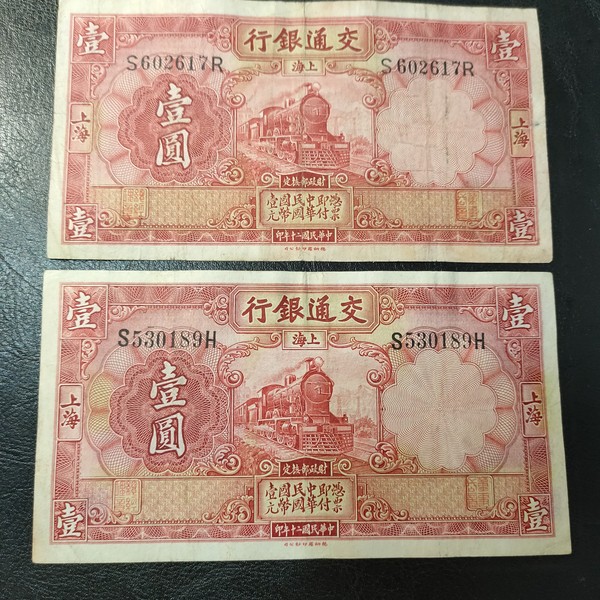 壹
交通銀行
壹
S602617R
S602617R
上海
上海
壹圓
上海
財政部核定
憑票即付中華民國國幣壹元
壹
壹
中華民國二十年印
壹
交通銀行
壹
S530189H
S530189H
上海
上海
壹圓
上海
財政部核定
憑票即付中華民國國幣壹元
壹
壹
中華民國二十年印